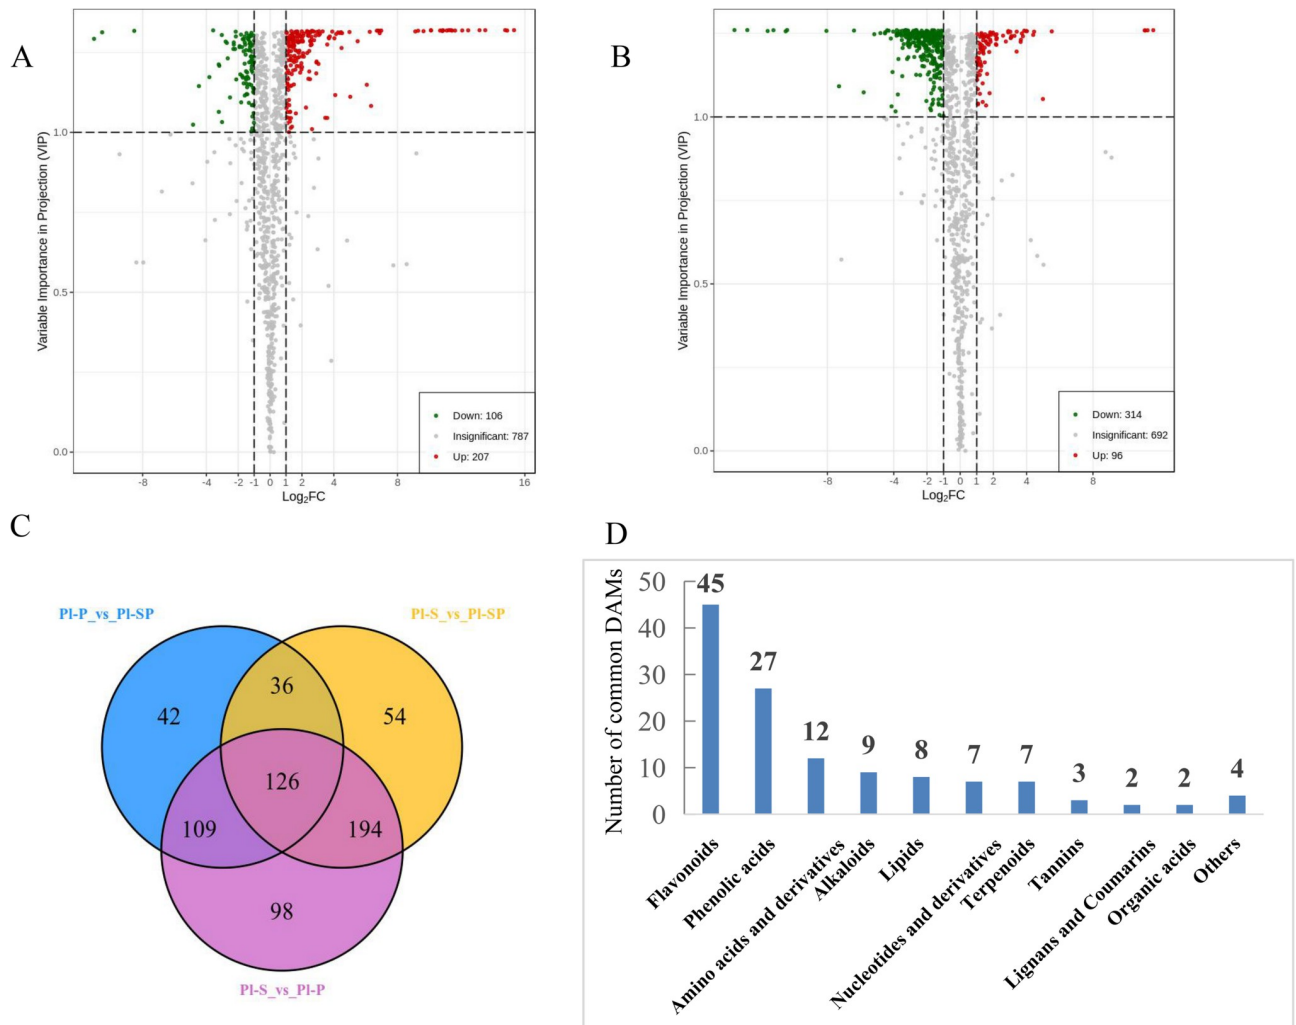 A
Variable Importance in Projection (VIP)
1.0
0.5
0.0
-8
-4
-2
-1
0
1
2
4
8
16
Log2FC
Down: 106
Insignificant: 787
Up: 207
B
Variable Importance in Projection (VIP)
1.0
0.5
0.0
-8
-4
-2
-1
0
1
2
4
8
Log2FC
Down: 314
Insignificant: 692
Up: 96
C
Pl-P_vs_Pl-SP
Pl-S_vs_Pl-SP
36
42
54
126
109
194
98
Pl-S_vs_Pl-P
D
Number of common DAMs
50
40
30
20
10
0
45
27
12
9
8
7
7
3
2
2
4
Flavonoids
Phenolic acids
Amino acids and derivatives
Alkaloids
Lipids
Nucleotides and derivatives
Terpenoids
Tannins
Lignans and Coumarins
Organic acids
Others